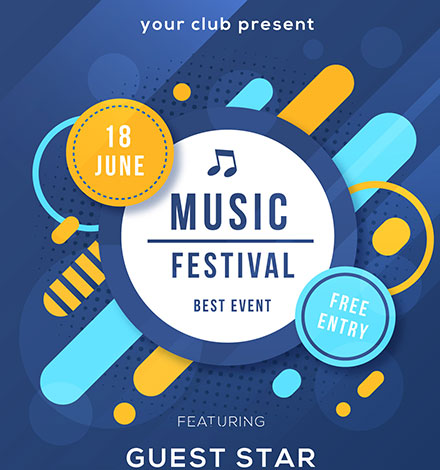 your club present
18
JUNE
MUSIC
FESTIVAL
BEST EVENT
FREE
ENTRY
FEATURING
GUEST STAR